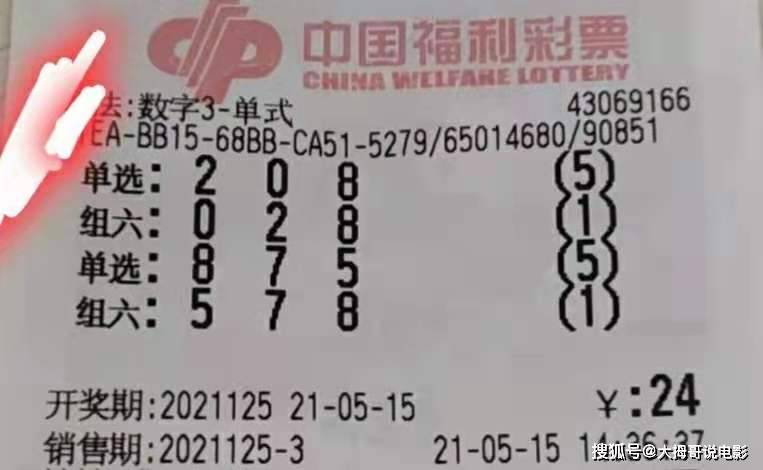 中国福利彩票
CHINA WELFARE LOTTERY
法:数字3-单式 43069166
EA-BB15-68BB-CA51-5279/65014680/90851
单选: 2 0 8 (5)
组六: 0 2 8 (1)
单选: 8 7 5 (5)
组六: 5 7 8 (1)
开奖期:2021125 21-05-15 ¥:24
销售期:2021125-3 21-05-15
搜狐号@大拇哥说电影